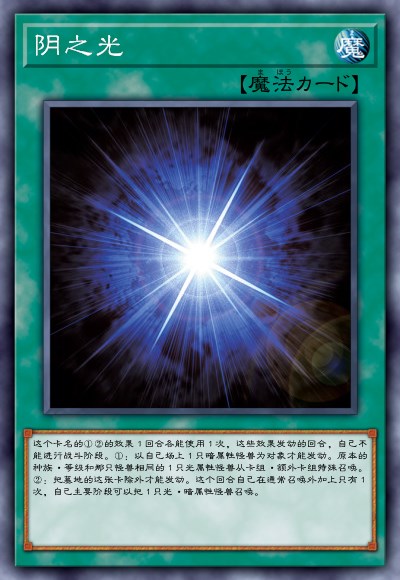 阴之光
魔
【魔法カード】
ま ほう
这个卡名的①②的效果1回合各能使用1次,这些效果发动的回合,自己不
能进行战斗阶段。①:以自己场上1只暗属性怪兽为对象才能发动。原本的
种族·等级和那只怪兽相同的1只光属性怪兽从卡组·额外卡组特殊召唤。
②:把墓地的这张卡除外才能发动。这个回合自己在通常召唤外加上只有1
次,自己主要阶段可以把1只光·暗属性怪兽召唤。